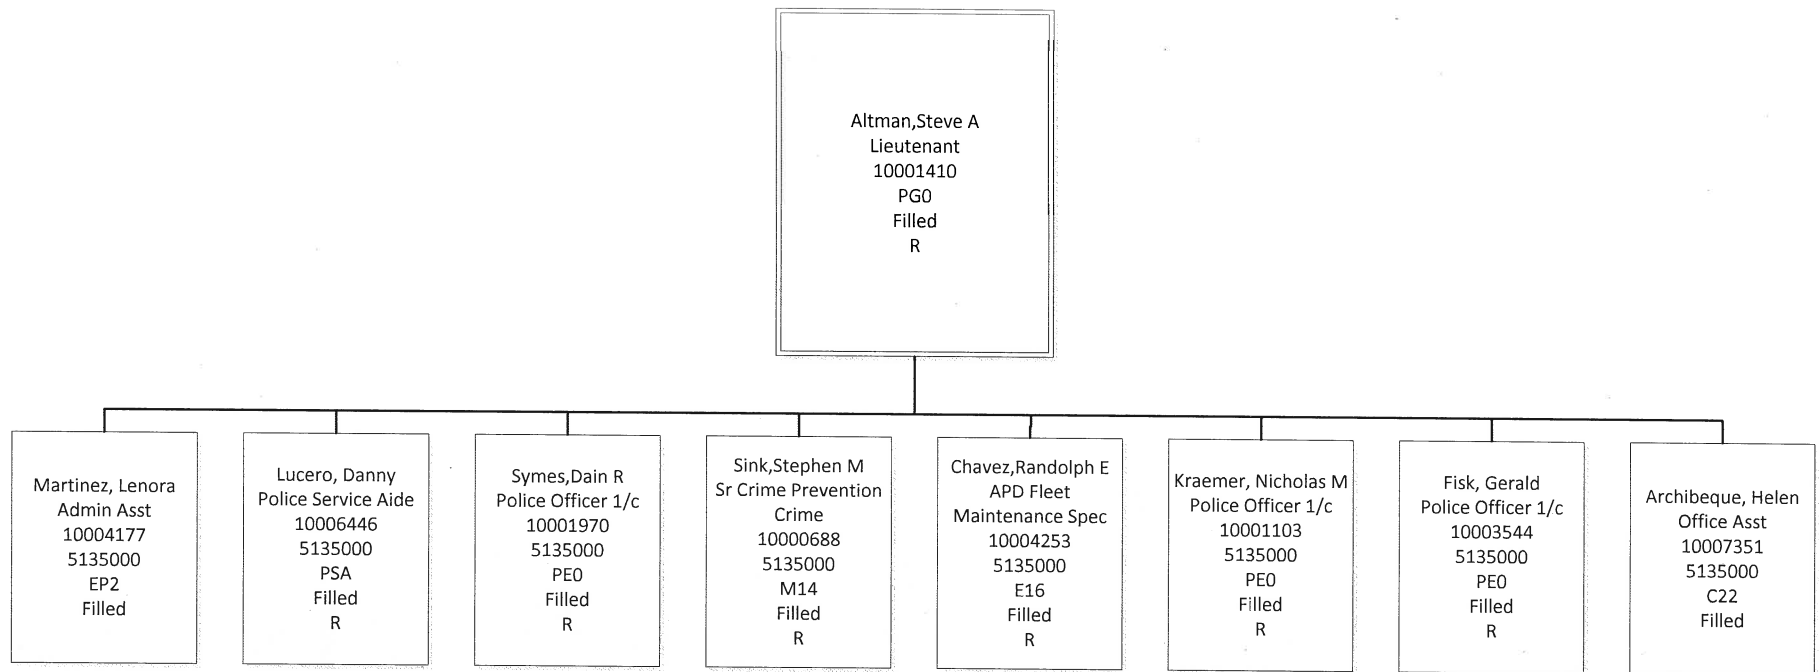 Altman,Steve A
Lieutenant
10001410
PG0
Filled
R
Martinez, Lenora
Admin Asst
10004177
5135000
EP2
Filled
Lucero, Danny
Police Service Aide
10006446
5135000
PSA
Filled
R
Symes,Dain R
Police Officer 1/c
10001970
5135000
PE0
Filled
R
Sink,Stephen M
Sr Crime Prevention
Crime
10000688
5135000
M14
Filled
R
Chavez,Randolph E
APD Fleet
Maintenance Spec
10004253
5135000
E16
Filled
R
Kraemer, Nicholas M
Police Officer 1/c
10001103
5135000
PE0
Filled
R
Fisk, Gerald
Police Officer 1/c
10003544
5135000
PE0
Filled
R
Archibeque, Helen
Office Asst
10007351
5135000
C22
Filled